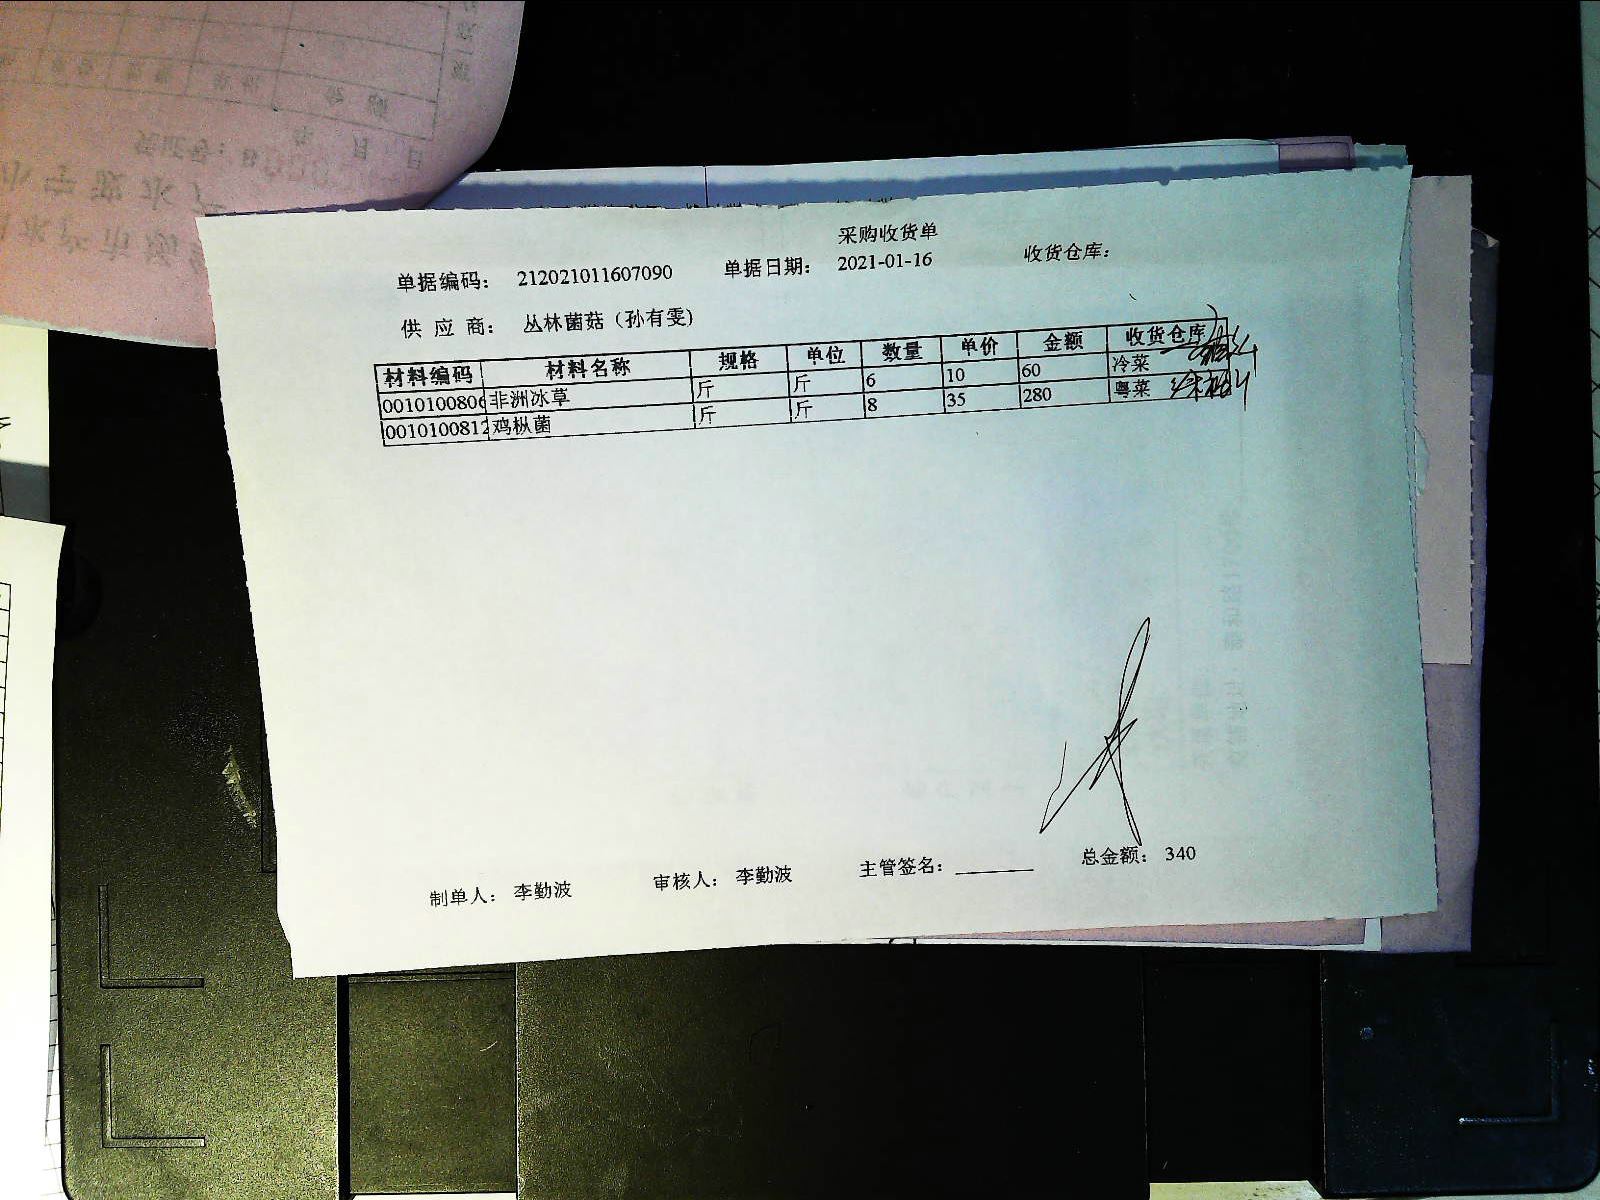 采购收货单
单据编码： 212021011607090 单据日期： 2021-01-16 收货仓库：
供 应 商： 丛林菌菇（孙有雯)
材料编码 材料名称 规格 单位 数量 单价 金额 收货仓库
0010100806 非洲冰草 斤 斤 6 10 60 冷菜
0010100812 鸡枞菌 斤 斤 8 35 280 粤菜
制单人： 李勤波 审核人： 李勤波 主管签名： 总金额： 340